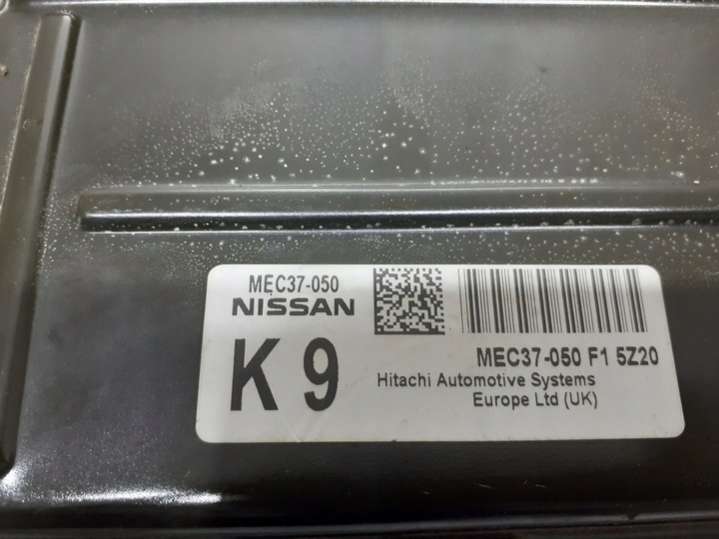 MEC37-050
NISSAN
K 9
MEC37-050 F1 5Z20
Hitachi Automotive Systems
Europe Ltd (UK)